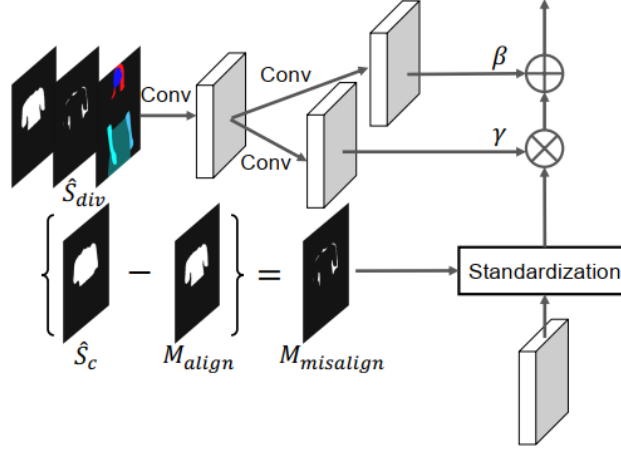 Conv
Conv
Conv
β
γ
Ŝ_div
{ − } =
Standardization
Ŝ_c
M_align
M_misalign